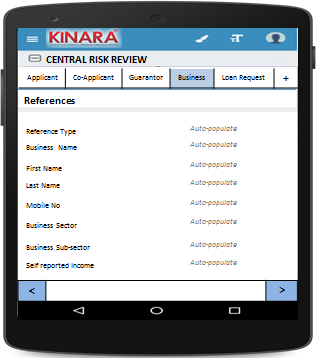 KINARA
CENTRAL RISK REVIEW
Applicant Co-Applicant Guarantor Business Loan Request +
References
Reference Type Auto-populate
Business Name Auto-populate
First Name Auto-populate
Last Name Auto-populate
Mobile No Auto-populate
Business Sector Auto-populate
Business Sub-sector Auto-populate
Self reported Income Auto-populate
< >